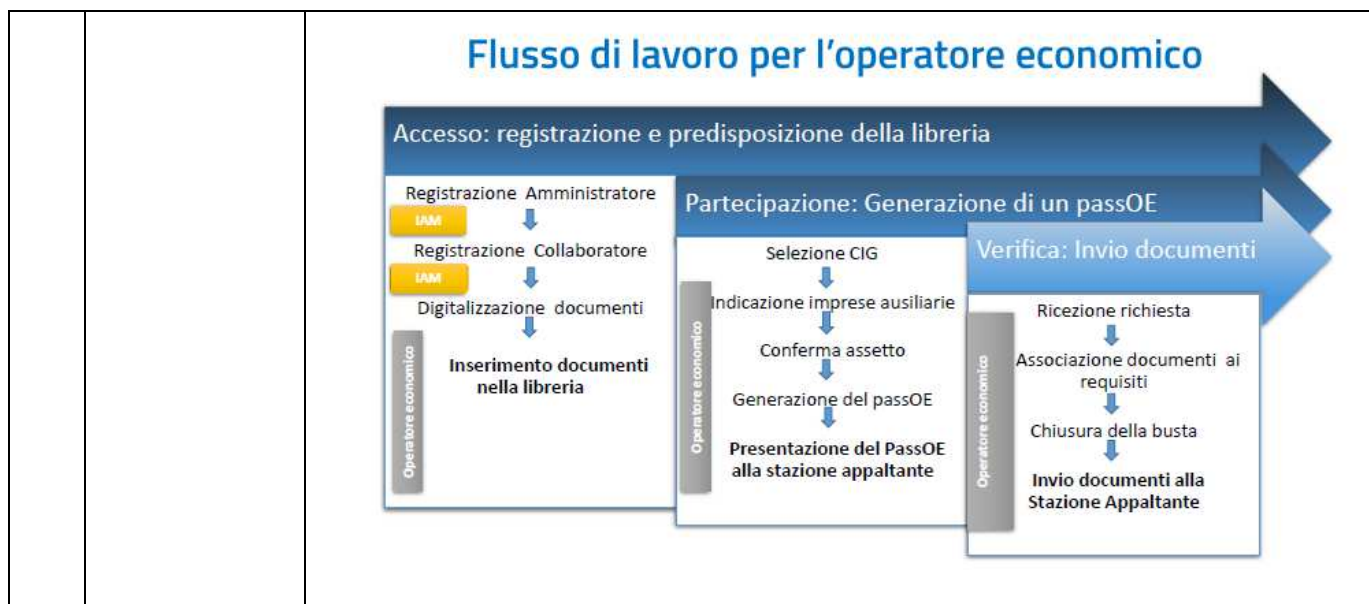 Flusso di lavoro per l'operatore economico
Accesso: registrazione e predisposizione della libreria
Registrazione Amministratore
IAM
Registrazione Collaboratore
IAM
Digitalizzazione documenti
Operatore economico
Inserimento documenti
nella libreria
Partecipazione: Generazione di un passOE
Selezione CIG
Operatore economico
Indicazione imprese ausiliarie
Conferma assetto
Generazione del passOE
Presentazione del PassOE
alla stazione appaltante
Verifica: Invio documenti
Ricezione richiesta
Operatore economico
Associazione documenti ai
requisiti
Chiusura della busta
Invio documenti alla
Stazione Appaltante